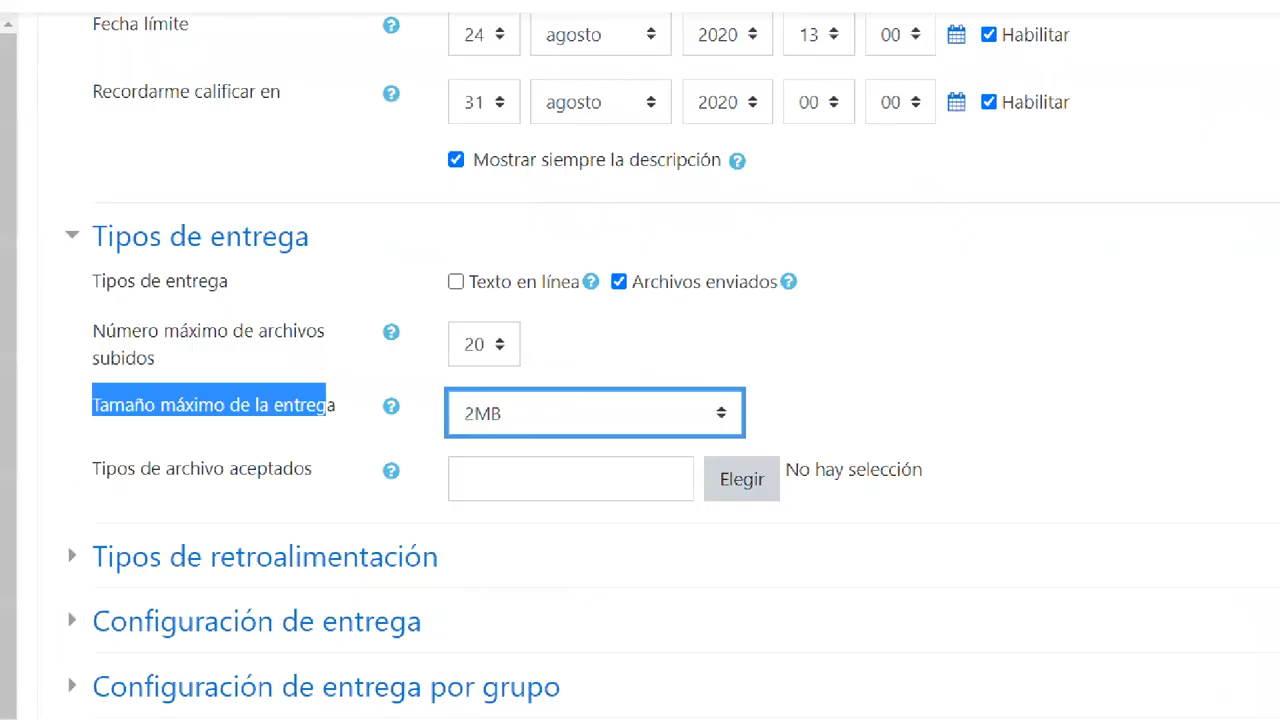 Fecha límite 24 agosto 2020 13 00 Habilitar
Recordarme calificar en 31 agosto 2020 00 00 Habilitar
Mostrar siempre la descripción
Tipos de entrega
Tipos de entrega Texto en línea Archivos enviados
Número máximo de archivos
subidos
20
Tamaño máximo de la entrega 2MB
Tipos de archivo aceptados Elegir No hay selección
Tipos de retroalimentación
Configuración de entrega
Configuración de entrega por grupo